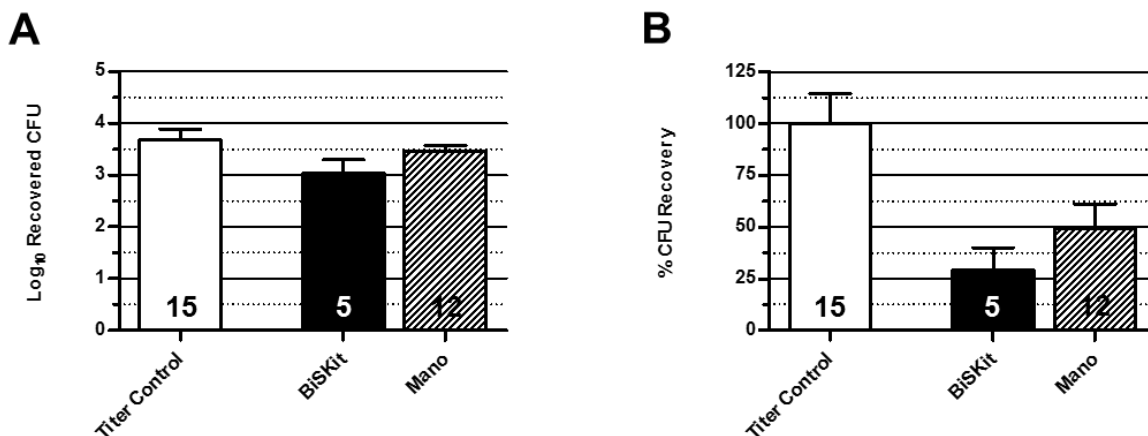 A
Log₁₀ Recovered CFU
5
4
3
2
1
0
15
5
12
Titer Control
BiSKit
Mano
B
% CFU Recovery
125
100
75
50
25
0
15
5
12
Titer Control
BiSKit
Mano